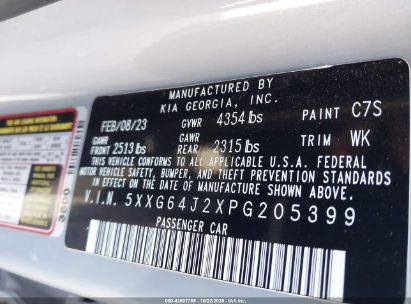 MANUFACTURED BY
KIA GEORGIA, INC.
FEB/08/23 GVWR 4354 lbs PAINT C7S
GAWR GAWR
FRONT 2513 lbs REAR 2315 lbs TRIM WK
THIS VEHICLE CONFORMS TO ALL APPLICABLE U.S.A. FEDERAL
MOTOR VEHICLE SAFETY, BUMPER, AND THEFT PREVENTION STANDARDS
IN EFFECT ON THE DATE OF MANUFACTURE SHOWN ABOVE.
V.I.N. 5XXG64J2XPG205399
PASSENGER CAR
3600